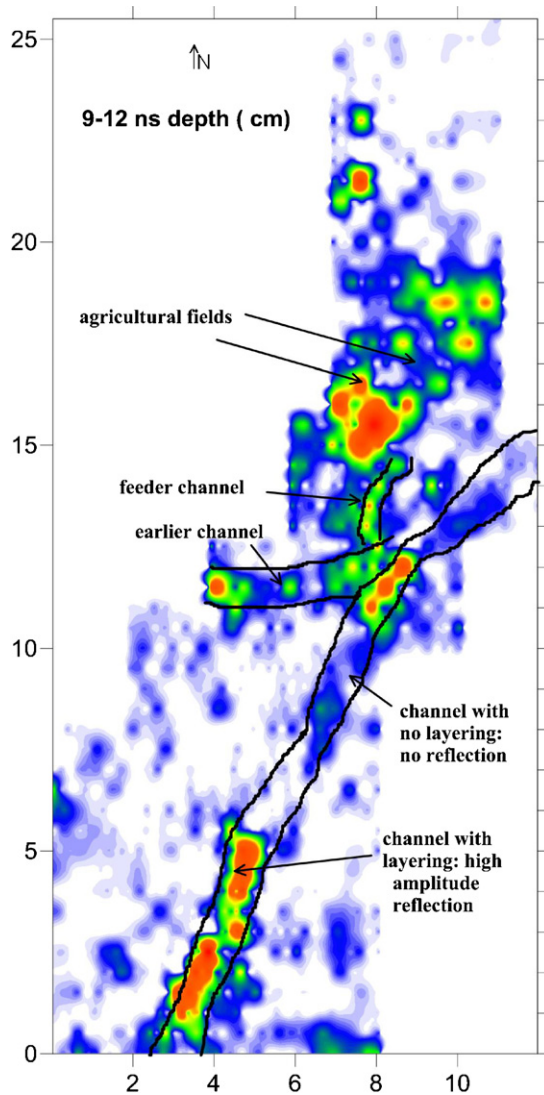 25
N
9-12 ns depth ( cm)
20
agricultural fields
15
feeder channel
earlier channel
10
channel with
no layering:
no reflection
5
channel with
layering: high
amplitude
reflection
0
2
4
6
8
10